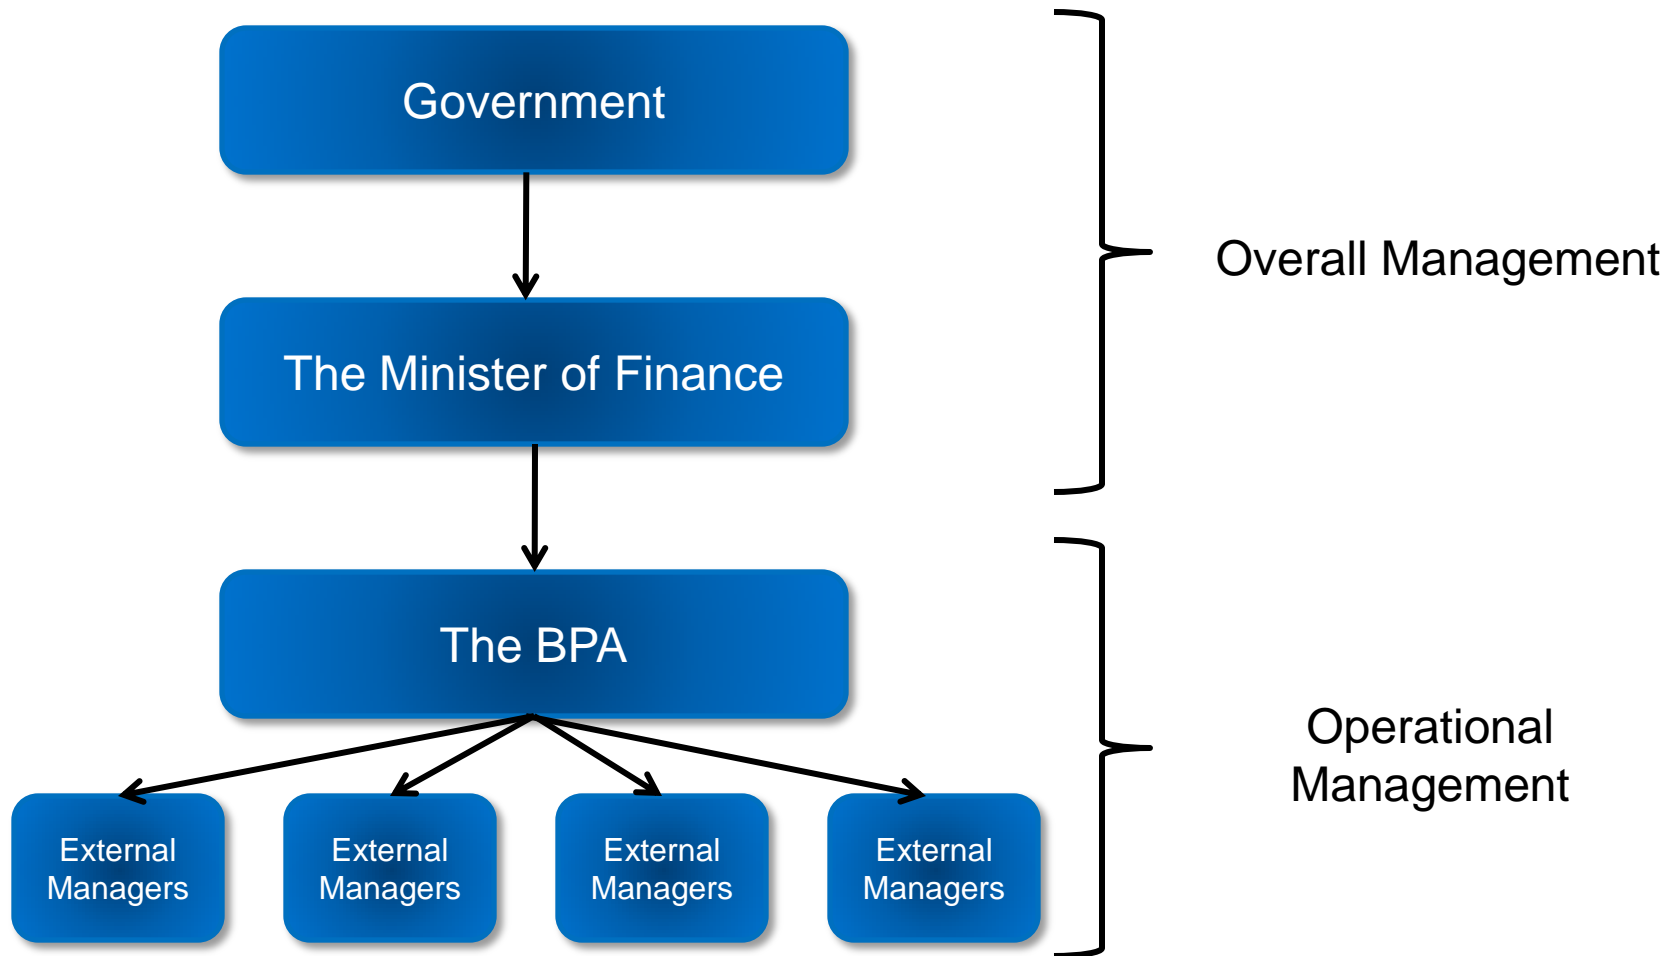 Government
Overall Management
The Minister of Finance
The BPA
Operational
Management
External
Managers
External
Managers
External
Managers
External
Managers